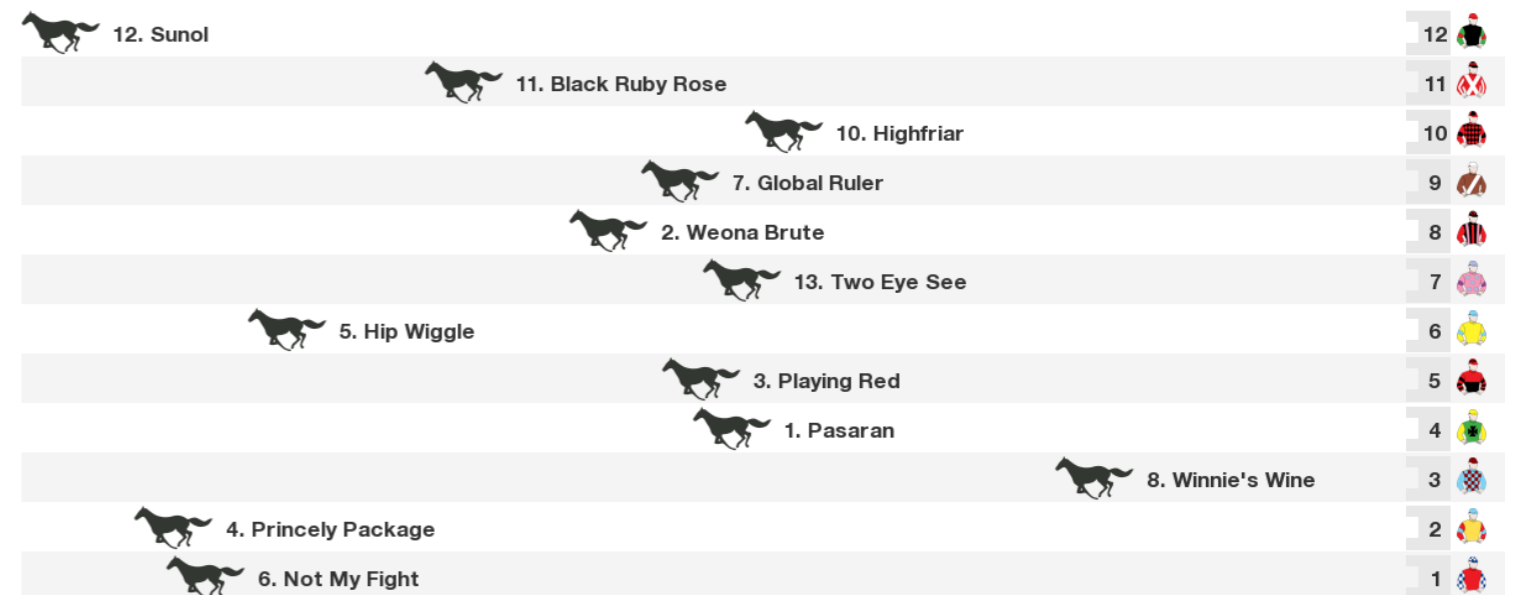 12. Sunol 12
11. Black Ruby Rose 11
10. Highfriar 10
7. Global Ruler 9
2. Weona Brute 8
13. Two Eye See 7
5. Hip Wiggle 6
3. Playing Red 5
1. Pasaran 4
8. Winnie's Wine 3
4. Princely Package 2
6. Not My Fight 1